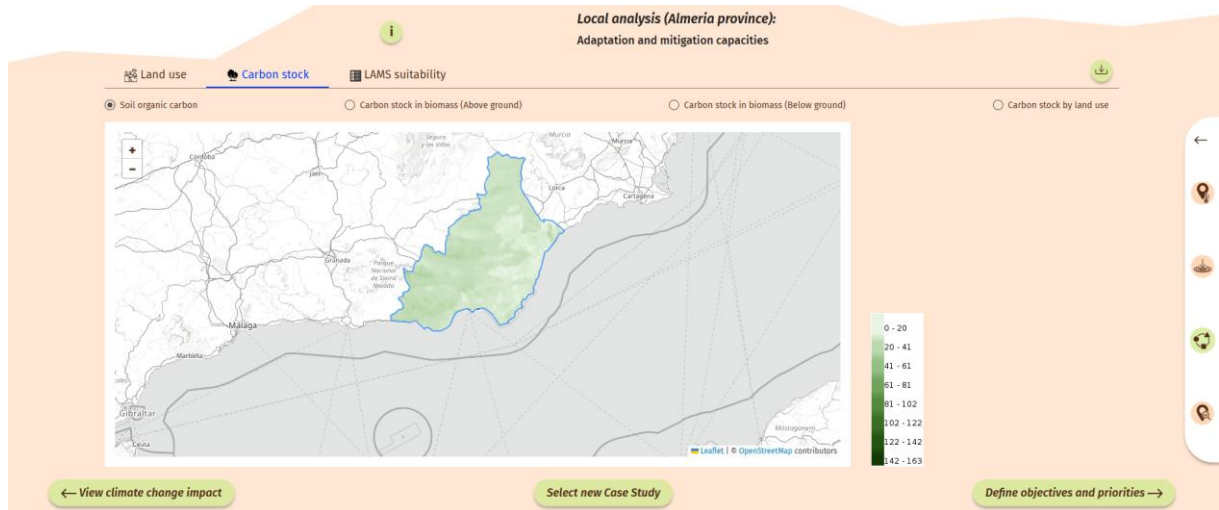 Local analysis (Almeria province):
i
Adaptation and mitigation capacities
Land use
Carbon stock
LAMS suitability
Soil organic carbon
Carbon stock in biomass (Above ground)
Carbon stock in biomass (Below ground)
Carbon stock by land use
+
−
Córdoba
Jaén
Segura
y las Villas
Murcia
Murcia
Lorca
Cartagena
Granada
Parque
Nacional
de Sierra
Nevada
Málaga
Marbella
Gibraltar
Ceuta
Mostaganem
Leaflet | © OpenStreetMap contributors
0 - 20
20 - 41
41 - 61
61 - 81
81 - 102
102 - 122
122 - 142
142 - 163
← View climate change impact
Select new Case Study
Define objectives and priorities →